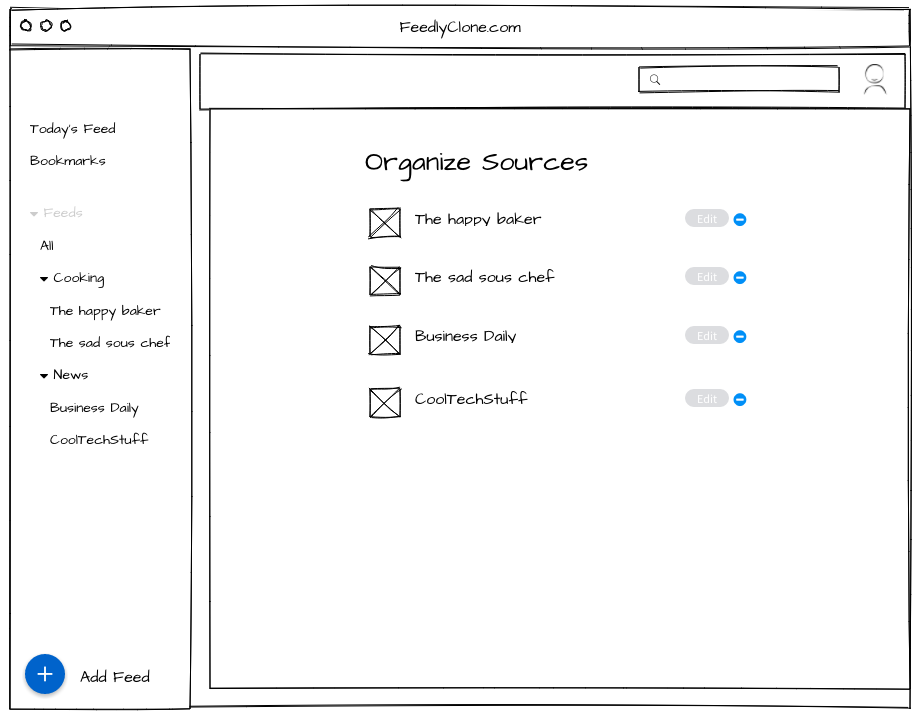 FeedlyClone.com
Today's Feed
Bookmarks
Feeds
All
Cooking
The happy baker
The sad sous chef
News
Business Daily
CoolTechStuff
Add Feed
Organize Sources
The happy baker Edit
The sad sous chef Edit
Business Daily Edit
CoolTechStuff Edit